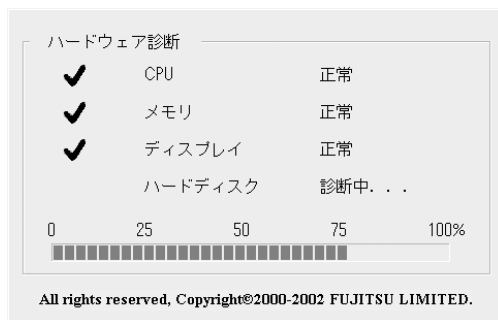 ハードウェア診断
CPU 正常
メモリ 正常
ディスプレイ 正常
ハードディスク 診断中. . .
0 25 50 75 100%
All rights reserved, Copyright©2000-2002 FUJITSU LIMITED.